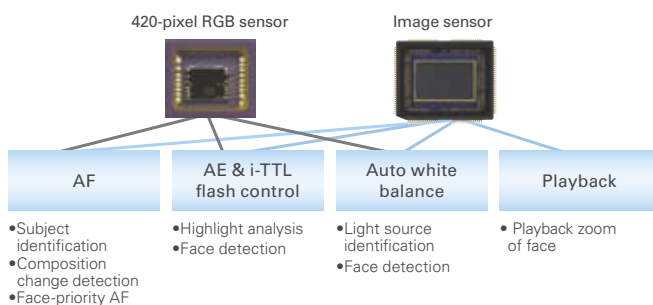 420-pixel RGB sensor
Image sensor
AF
AE & i-TTL
flash control
Auto white
balance
Playback
•Subject
identification
•Composition
change detection
•Face-priority AF
•Highlight analysis
•Face detection
•Light source
identification
•Face detection
• Playback zoom
of face